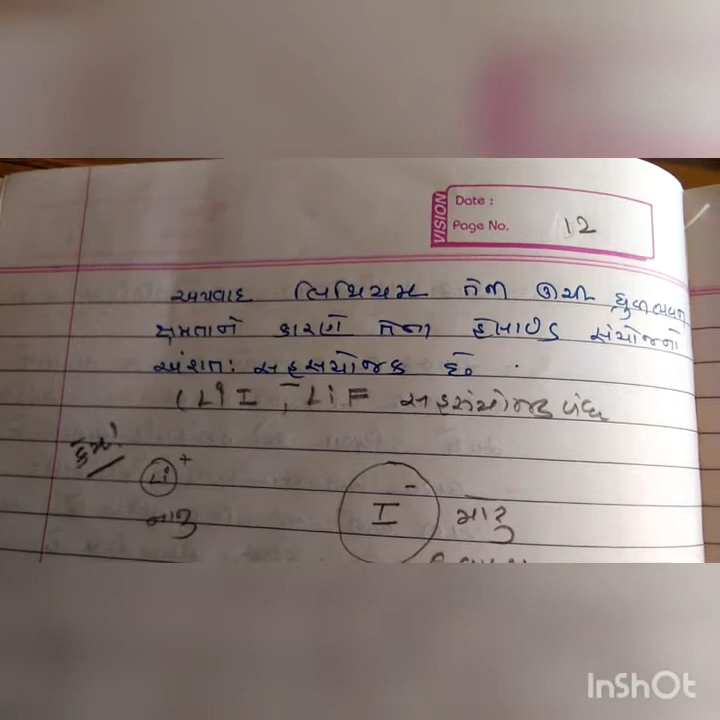 VISION
Date :
Page No. 12
અપવાદ લિથિયમ તેની ઊંચી ધ્રુવીભવન
ક્ષમતાને કારણે તેના હેલાઈડ સંયોજનો
અંશતઃ સહસંયોજક છે.
(LiI, LiF સહસંયોજક બંધ
કેમ!
Li +
I -
મોટું
InShOt